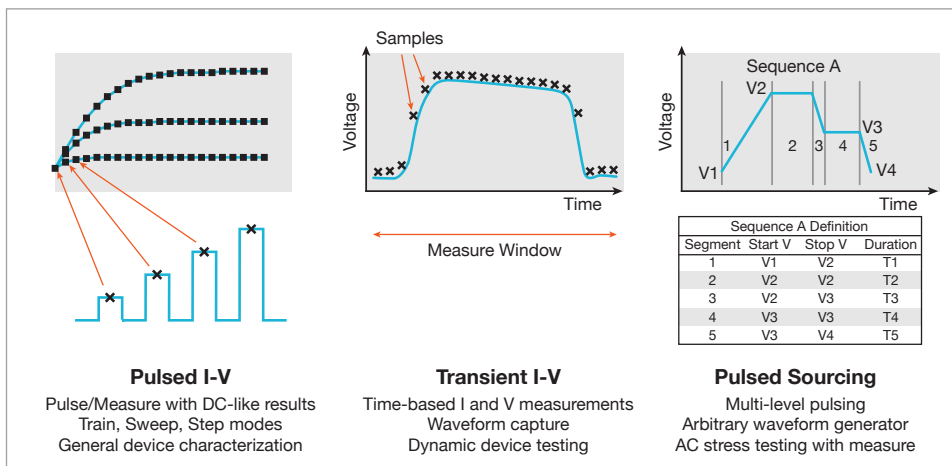 Samples
Voltage
Time
Measure Window
Voltage
Sequence A
V2
V1
1
2
3
4
5
V3
V4
Time
Sequence A Definition
Segment Start V Stop V Duration
1 V1 V2 T1
2 V2 V2 T2
3 V2 V3 T3
4 V3 V3 T4
5 V3 V4 T5
Pulsed I-V
Pulse/Measure with DC-like results
Train, Sweep, Step modes
General device characterization
Transient I-V
Time-based I and V measurements
Waveform capture
Dynamic device testing
Pulsed Sourcing
Multi-level pulsing
Arbitrary waveform generator
AC stress testing with measure